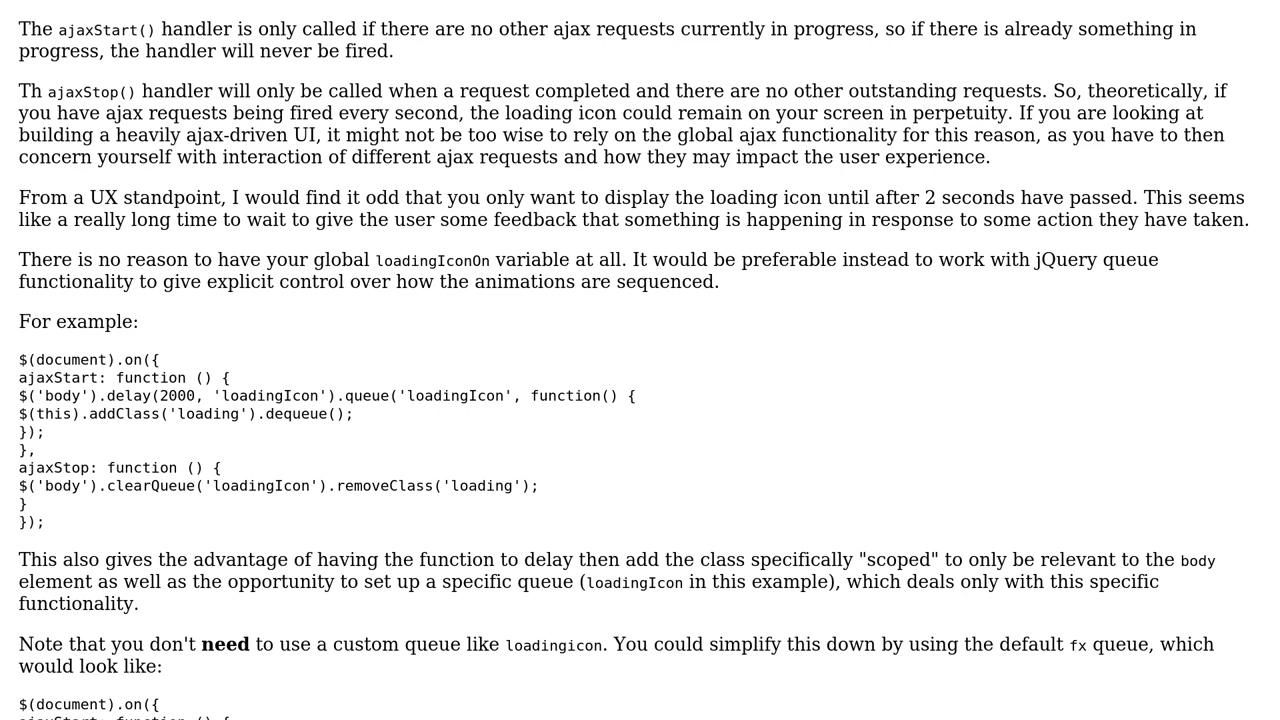 The ajaxStart() handler is only called if there are no other ajax requests currently in progress, so if there is already something in
progress, the handler will never be fired.
Th ajaxStop() handler will only be called when a request completed and there are no other outstanding requests. So, theoretically, if
you have ajax requests being fired every second, the loading icon could remain on your screen in perpetuity. If you are looking at
building a heavily ajax-driven UI, it might not be too wise to rely on the global ajax functionality for this reason, as you have to then
concern yourself with interaction of different ajax requests and how they may impact the user experience.
From a UX standpoint, I would find it odd that you only want to display the loading icon until after 2 seconds have passed. This seems
like a really long time to wait to give the user some feedback that something is happening in response to some action they have taken.
There is no reason to have your global loadingIconOn variable at all. It would be preferable instead to work with jQuery queue
functionality to give explicit control over how the animations are sequenced.
For example:
$(document).on({
ajaxStart: function () {
$('body').delay(2000, 'loadingIcon').queue('loadingIcon', function() {
$(this).addClass('loading').dequeue();
});
},
ajaxStop: function () {
$('body').clearQueue('loadingIcon').removeClass('loading');
}
});
This also gives the advantage of having the function to delay then add the class specifically "scoped" to only be relevant to the body
element as well as the opportunity to set up a specific queue (loadingIcon in this example), which deals only with this specific
functionality.
Note that you don't need to use a custom queue like loadingicon. You could simplify this down by using the default fx queue, which
would look like:
$(document).on({
ajaxStart: function () {